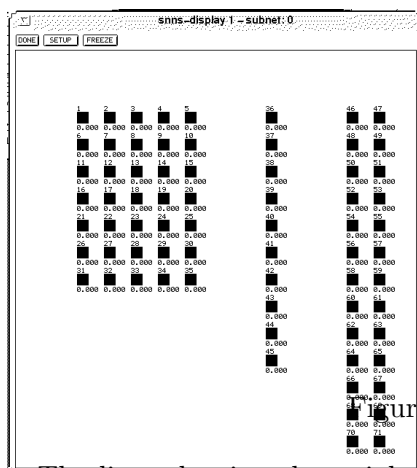 snns-display 1 - subnet: 0
DONE SETUP FREEZE
1 2 3 4 5 36 46 47
0.000 0.000 0.000 0.000 0.000 0.000 0.000 0.000
6 7 8 9 10 37 48 49
0.000 0.000 0.000 0.000 0.000 0.000 0.000 0.000
11 12 13 14 15 38 50 51
0.000 0.000 0.000 0.000 0.000 0.000 0.000 0.000
16 17 18 19 20 39 52 53
0.000 0.000 0.000 0.000 0.000 0.000 0.000 0.000
21 22 23 24 25 40 54 55
0.000 0.000 0.000 0.000 0.000 0.000 0.000 0.000
26 27 28 29 30 41 56 57
0.000 0.000 0.000 0.000 0.000 0.000 0.000 0.000
31 32 33 34 35 42 58 59
0.000 0.000 0.000 0.000 0.000 0.000 0.000 0.000
43 60 61
0.000 0.000 0.000
44 62 63
0.000 0.000 0.000
45 64 65
0.000 0.000 0.000
66 67
0.000 0.000
Figur
0.000 0.000
70 71
0.000 0.000